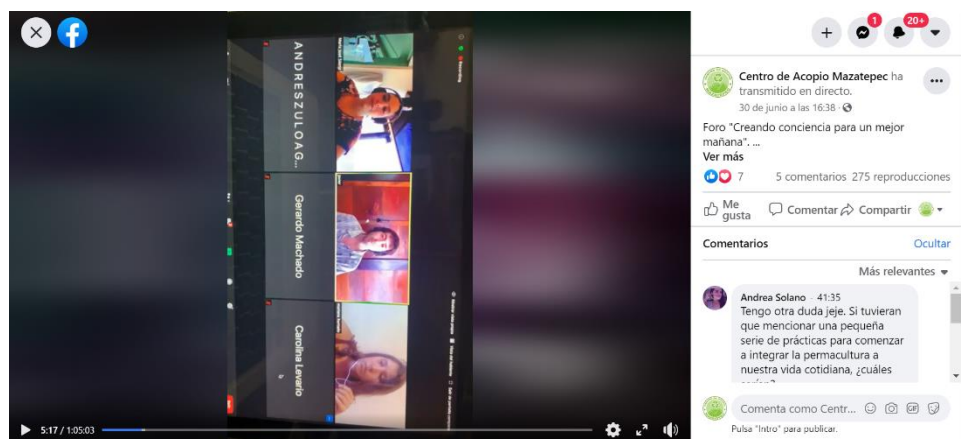 ANDRESZULOAG...
Gerardo Machado
Carolina Levario
Recording
5:17 / 1:05:03
1
20+
Centro de Acopio Mazatepec ha
transmitido en directo.
30 de junio a las 16:38 ·
Foro "Creando conciencia para un mejor
mañana". ...
Ver más
7
5 comentarios 275 reproducciones
Me
gusta
Comentar
Compartir
Comentarios
Ocultar
Más relevantes
Andrea Solano · 41:35
Tengo otra duda jeje. Si tuvieran
que mencionar una pequeña
serie de prácticas para comenzar
a integrar la permacultura a
nuestra vida cotidiana, ¿cuáles
Comenta como Centr...
GIF
Pulsa "Intro" para publicar.